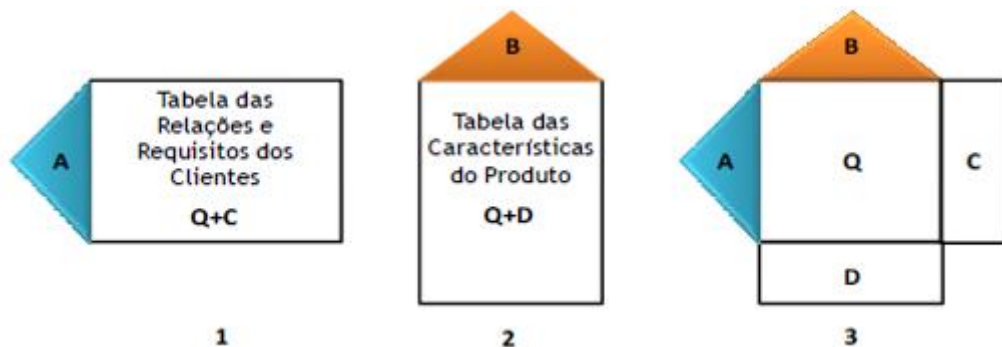 A
Tabela das
Relações e
Requisitos dos
Clientes
Q+C
1
B
Tabela das
Características
do Produto
Q+D
2
B
A
Q
C
D
3